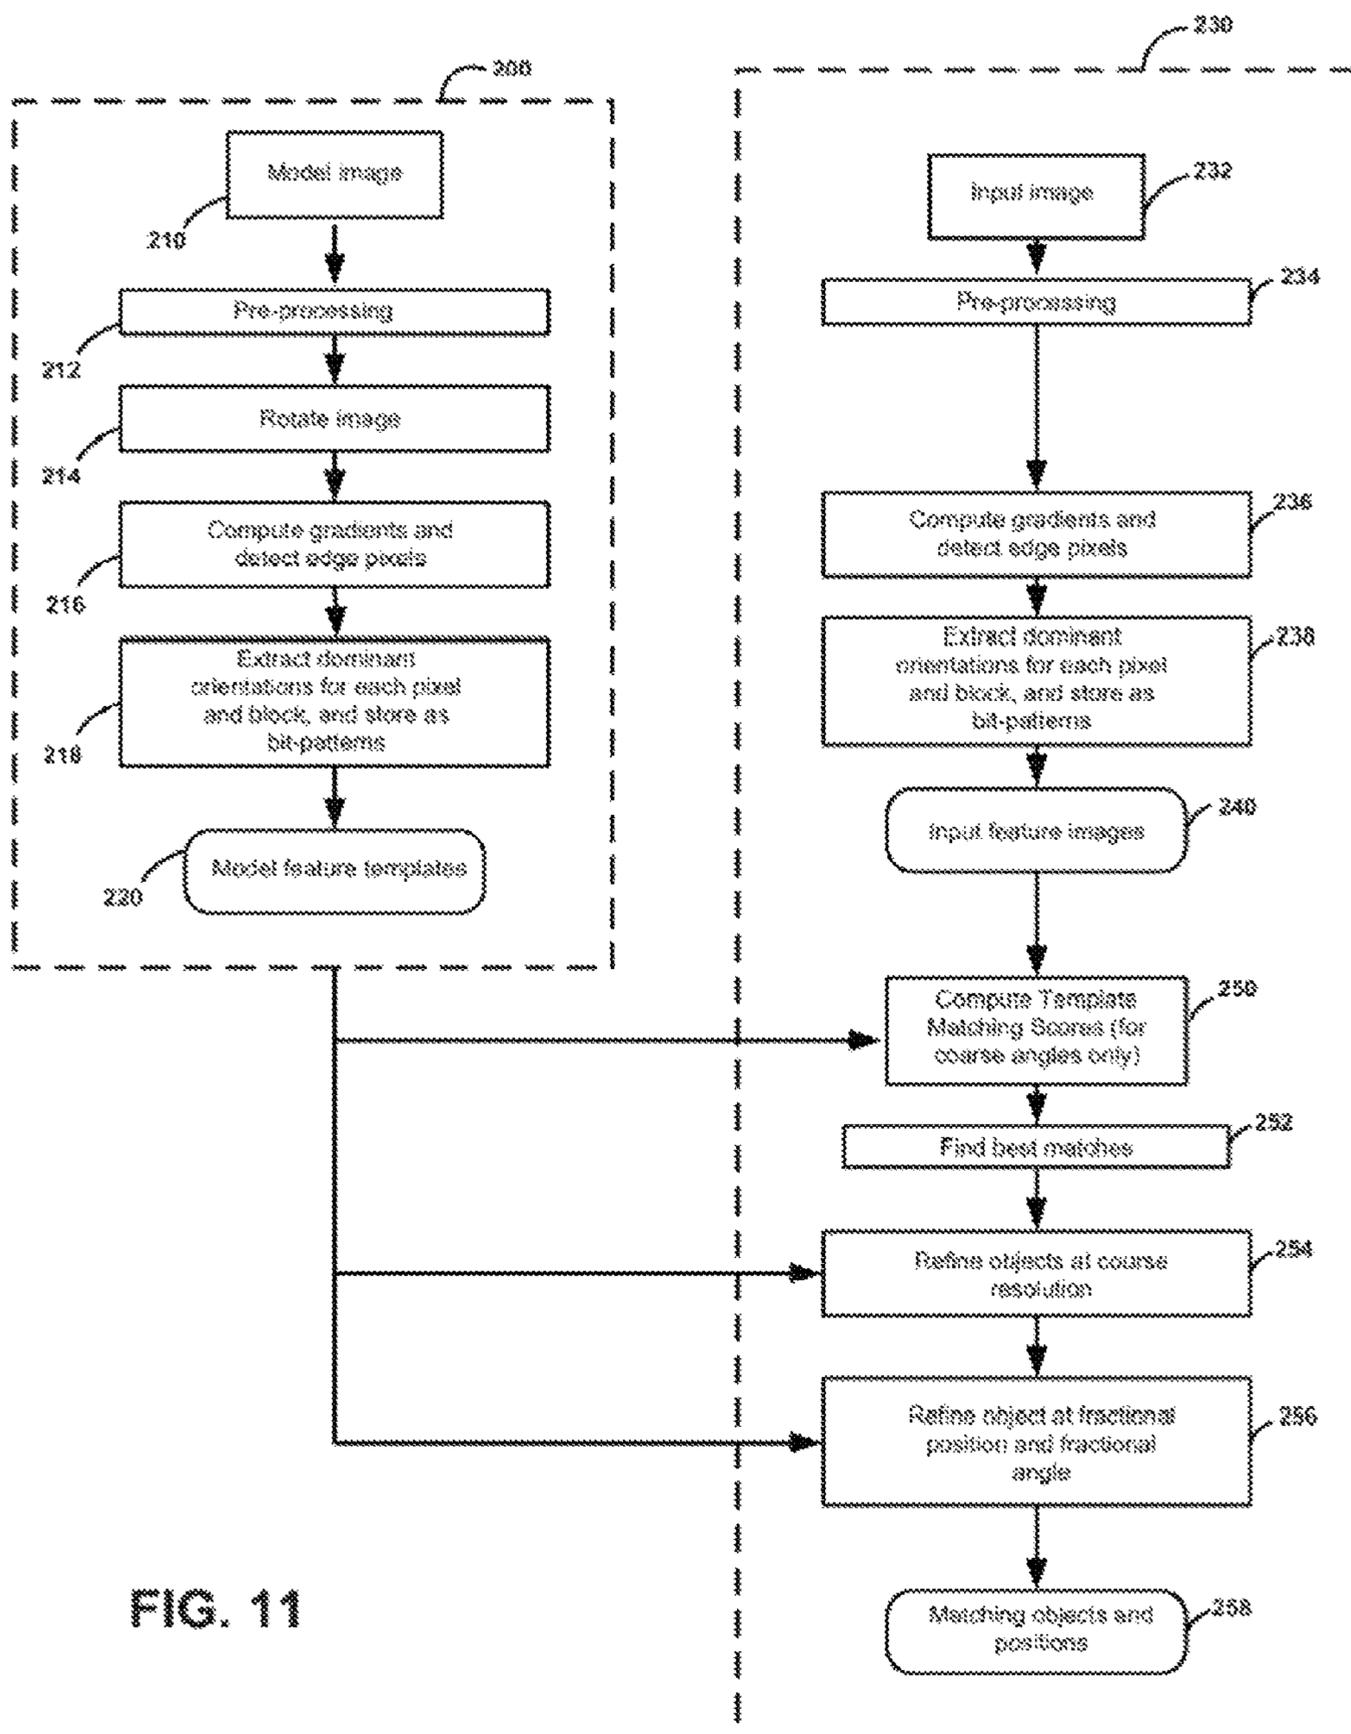 200
Model image
210
Pre-processing
212
Rotate image
214
Compute gradients and
detect edge pixels
216
Extract dominant
orientations for each pixel
and block, and store as
bit-patterns
218
Model feature templates
220
230
Input image
232
Pre-processing
234
Compute gradients and
detect edge pixels
236
Extract dominant
orientations for each pixel
and block, and store as
bit-patterns
238
Input feature images
240
Compute Template
Matching Scores (for
coarse angles only)
250
Find best matches
252
Refine objects at course
resolution
254
Refine object at fractional
position and fractional
angle
256
Matching objects and
positions
258
FIG. 11